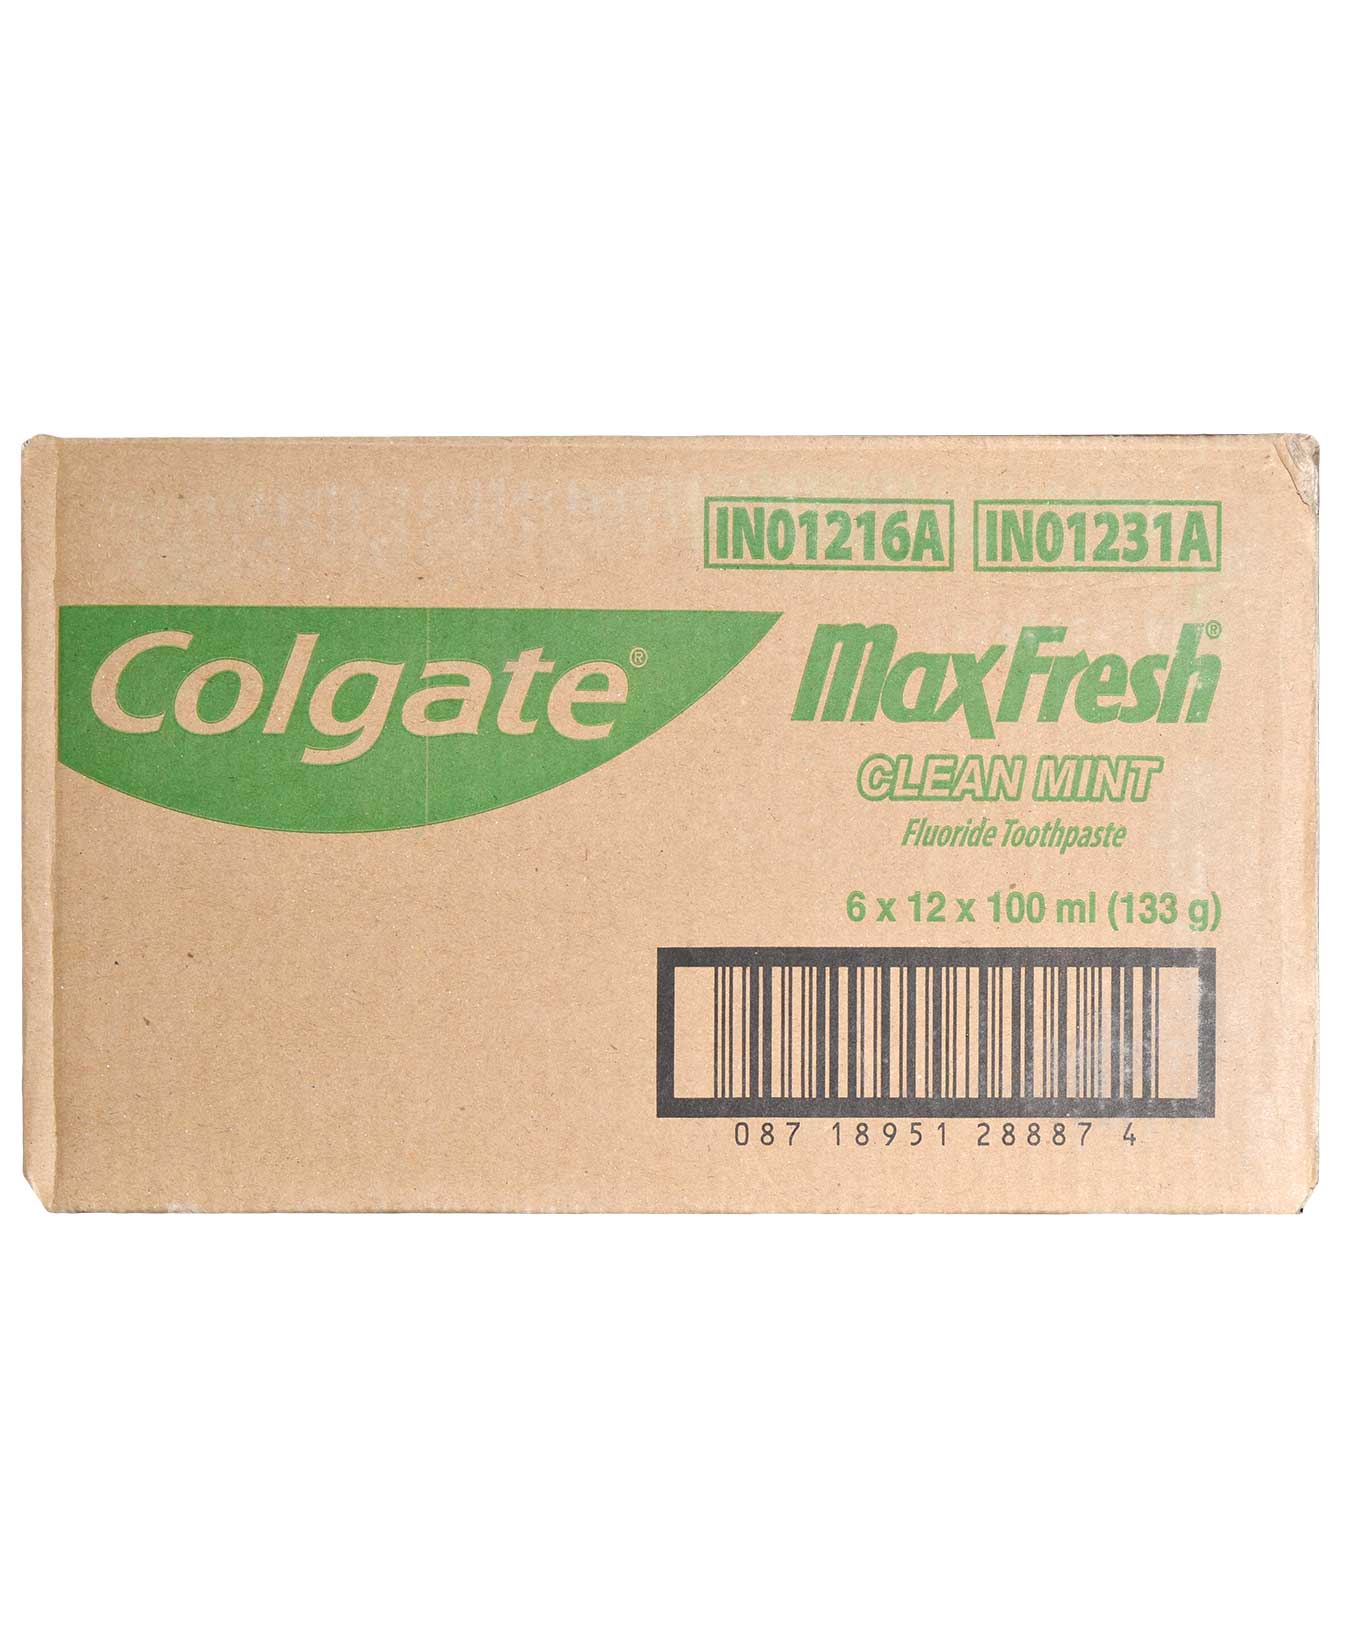 IN01216A IN01231A
Colgate®
MaxFresh®
CLEAN MINT
Fluoride Toothpaste
6 x 12 x 100 ml (133 g)
087 18951 28887 4